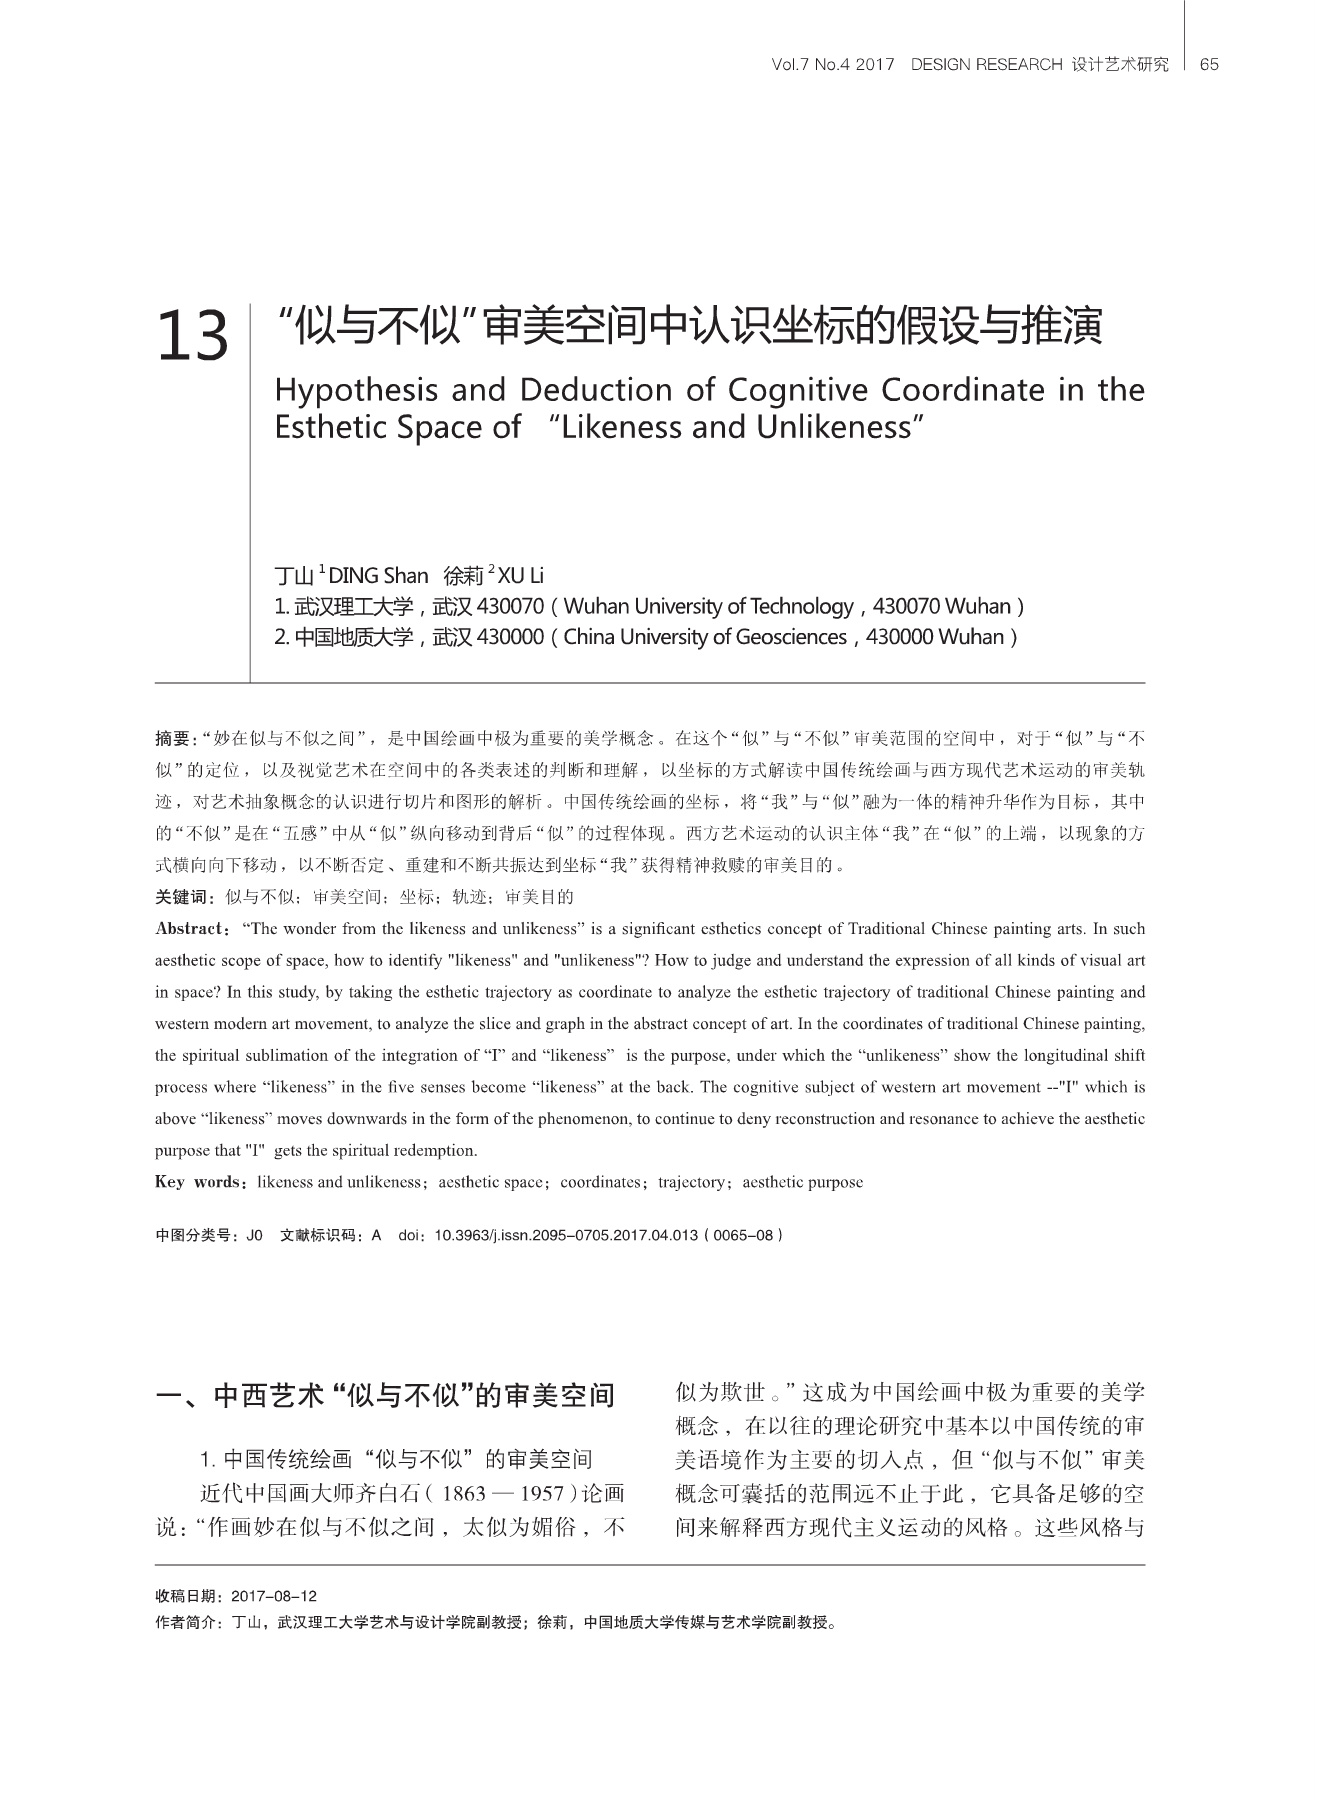 Vol.7 No.4 2017 DESIGN RESEARCH 设计艺术研究 65
13
“似与不似”审美空间中认识坐标的假设与推演
Hypothesis and Deduction of Cognitive Coordinate in the
Esthetic Space of “Likeness and Unlikeness”
丁山 1 DING Shan 徐莉 2 XU Li
1. 武汉理工大学，武汉 430070（Wuhan University of Technology，430070 Wuhan）
2. 中国地质大学，武汉 430000（China University of Geosciences，430000 Wuhan）
摘要：“妙在似与不似之间”，是中国绘画中极为重要的美学概念。在这个“似”与“不似”审美范围的空间中，对于“似”与“不
似”的定位，以及视觉艺术在空间中的各类表述的判断和理解，以坐标的方式解读中国传统绘画与西方现代艺术运动的审美轨
迹，对艺术抽象概念的认识进行切片和图形的解析。中国传统绘画的坐标，将“我”与“似”融为一体的精神升华作为目标，其中
的“不似”是在“五感”中从“似”纵向移动到背后“似”的过程体现。西方艺术运动的认识主体“我”在“似”的上端，以现象的方
式横向向下移动，以不断否定、重建和不断共振达到坐标“我”获得精神救赎的审美目的。
关键词：似与不似；审美空间；坐标；轨迹；审美目的
Abstract：“The wonder from the likeness and unlikeness” is a significant esthetics concept of Traditional Chinese painting arts. In such
aesthetic scope of space, how to identify "likeness" and "unlikeness"? How to judge and understand the expression of all kinds of visual art
in space? In this study, by taking the esthetic trajectory as coordinate to analyze the esthetic trajectory of traditional Chinese painting and
western modern art movement, to analyze the slice and graph in the abstract concept of art. In the coordinates of traditional Chinese painting,
the spiritual sublimation of the integration of “I” and “likeness” is the purpose, under which the “unlikeness” show the longitudinal shift
process where “likeness” in the five senses become “likeness” at the back. The cognitive subject of western art movement --"I" which is
above “likeness” moves downwards in the form of the phenomenon, to continue to deny reconstruction and resonance to achieve the aesthetic
purpose that "I" gets the spiritual redemption.
Key words：likeness and unlikeness；aesthetic space；coordinates；trajectory；aesthetic purpose
中图分类号：J0 文献标识码：A doi：10.3963/j.issn.2095-0705.2017.04.013（0065-08）
一、中西艺术“似与不似”的审美空间
1. 中国传统绘画“似与不似”的审美空间
近代中国画大师齐白石（1863 — 1957）论画
说：“作画妙在似与不似之间，太似为媚俗，不
似为欺世。”这成为中国绘画中极为重要的美学
概念，在以往的理论研究中基本以中国传统的审
美语境作为主要的切入点，但“似与不似”审美
概念可囊括的范围远不止于此，它具备足够的空
间来解释西方现代主义运动的风格。这些风格与
收稿日期：2017-08-12
作者简介：丁山，武汉理工大学艺术与设计学院副教授；徐莉，中国地质大学传媒与艺术学院副教授。